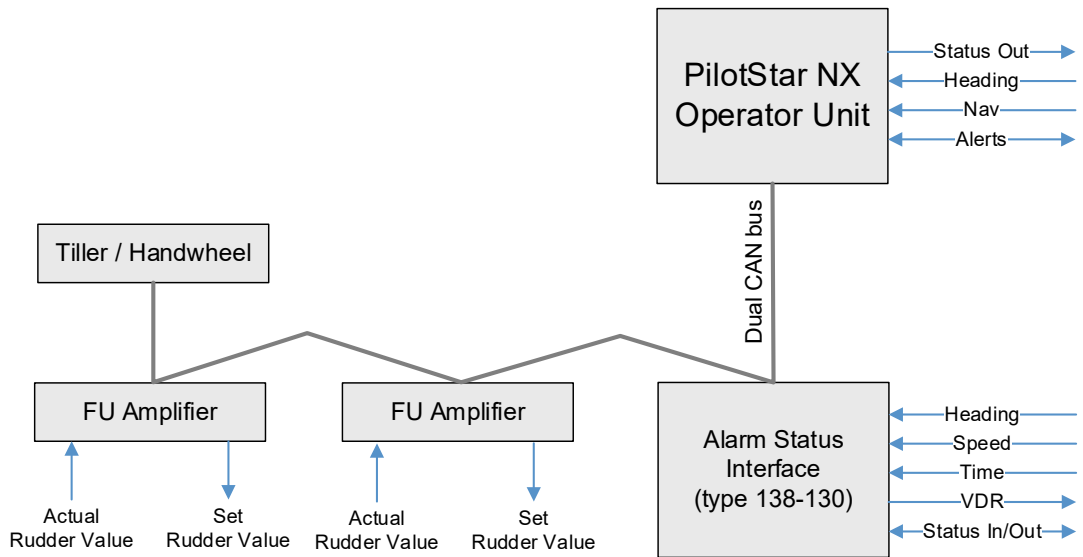 PilotStar NX
Operator Unit
Status Out
Heading
Nav
Alerts
Dual CAN bus
Tiller / Handwheel
FU Amplifier
FU Amplifier
Alarm Status
Interface
(type 138-130)
Heading
Speed
Time
VDR
Status In/Out
Actual
Rudder Value
Set
Rudder Value
Actual
Rudder Value
Set
Rudder Value